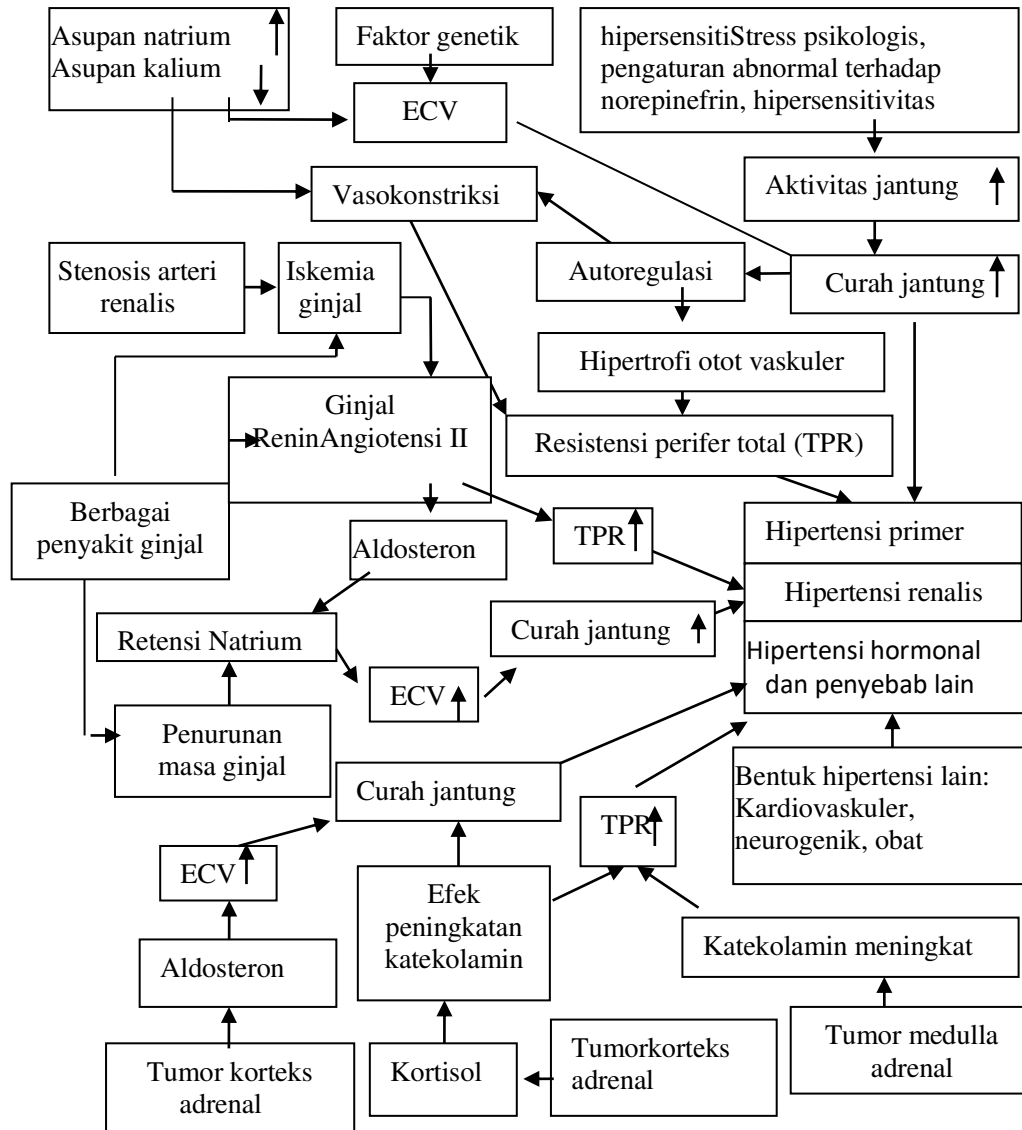 Asupan natrium
Asupan kalium
Faktor genetik
hipersensitiStress psikologis,
pengaturan abnormal terhadap
norepinefrin, hipersensitivitas
ECV
Vasokonstriksi
Aktivitas jantung
Stenosis arteri
renalis
Iskemia
ginjal
Autoregulasi
Curah jantung
Hipertrofi otot vaskuler
Ginjal
ReninAngiotensi II
Resistensi perifer total (TPR)
Berbagai
penyakit ginjal
Aldosteron
TPR
Hipertensi primer
Hipertensi renalis
Retensi Natrium
Curah jantung
Hipertensi hormonal
dan penyebab lain
ECV
Penurunan
masa ginjal
Curah jantung
TPR
Bentuk hipertensi lain:
Kardiovaskuler,
neurogenik, obat
ECV
Efek
peningkatan
katekolamin
Aldosteron
Katekolamin meningkat
Tumor korteks
adrenal
Kortisol
Tumorkorteks
adrenal
Tumor medulla
adrenal